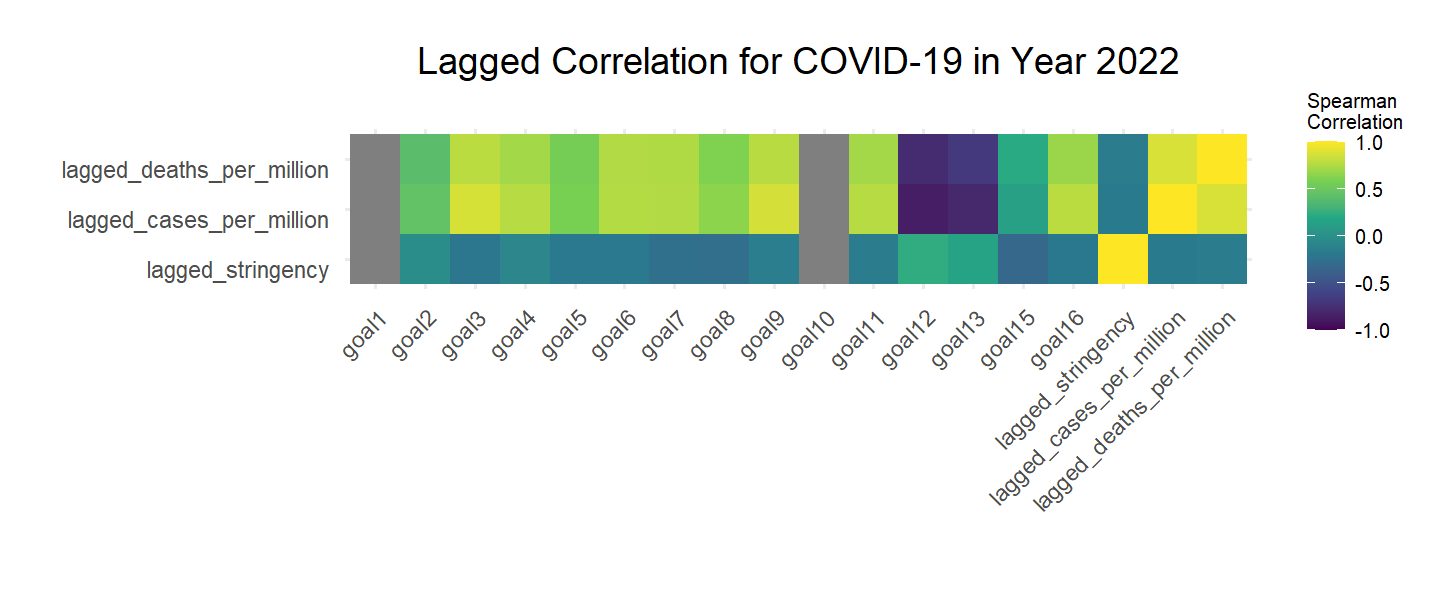 Lagged Correlation for COVID-19 in Year 2022
Spearman
Correlation
1.0
0.5
0.0
-0.5
-1.0
lagged_deaths_per_million
lagged_cases_per_million
lagged_stringency
goal1
goal2
goal3
goal4
goal5
goal6
goal7
goal8
goal9
goal10
goal11
goal12
goal13
goal15
goal16
lagged_stringency
lagged_cases_per_million
lagged_deaths_per_million